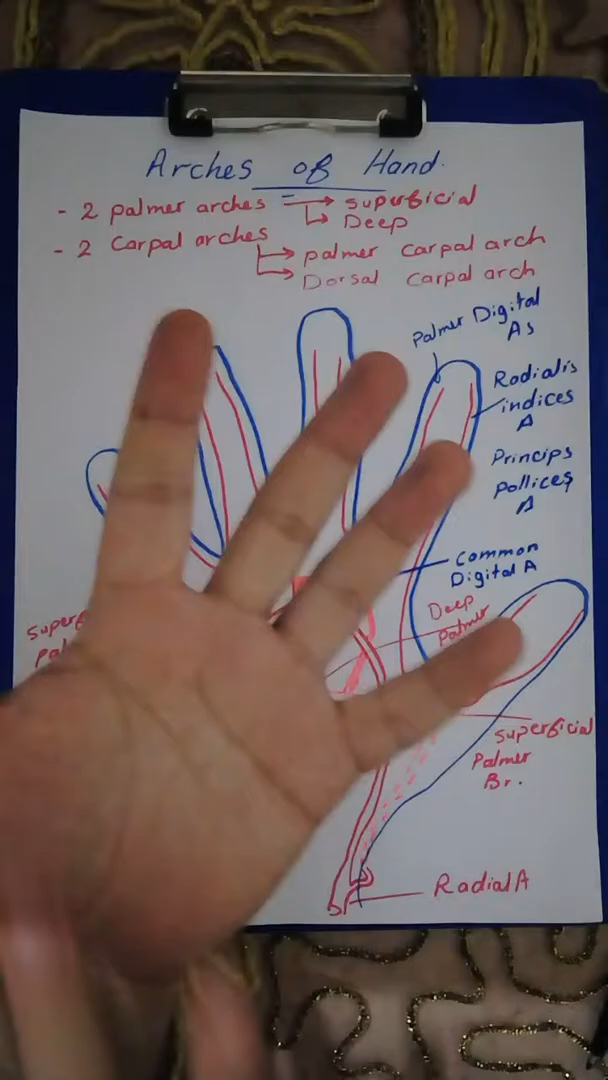 Arches of Hand.
- 2 palmer arches → superficial
→ Deep
- 2 Carpal arches
→ palmer carpal arch
→ Dorsal carpal arch
palmer Digital
As
Radialis
indices
A
Princips
pollices
A
Common
Digital A
Deep
palmer
superficial
palmer
Br.
Radial A